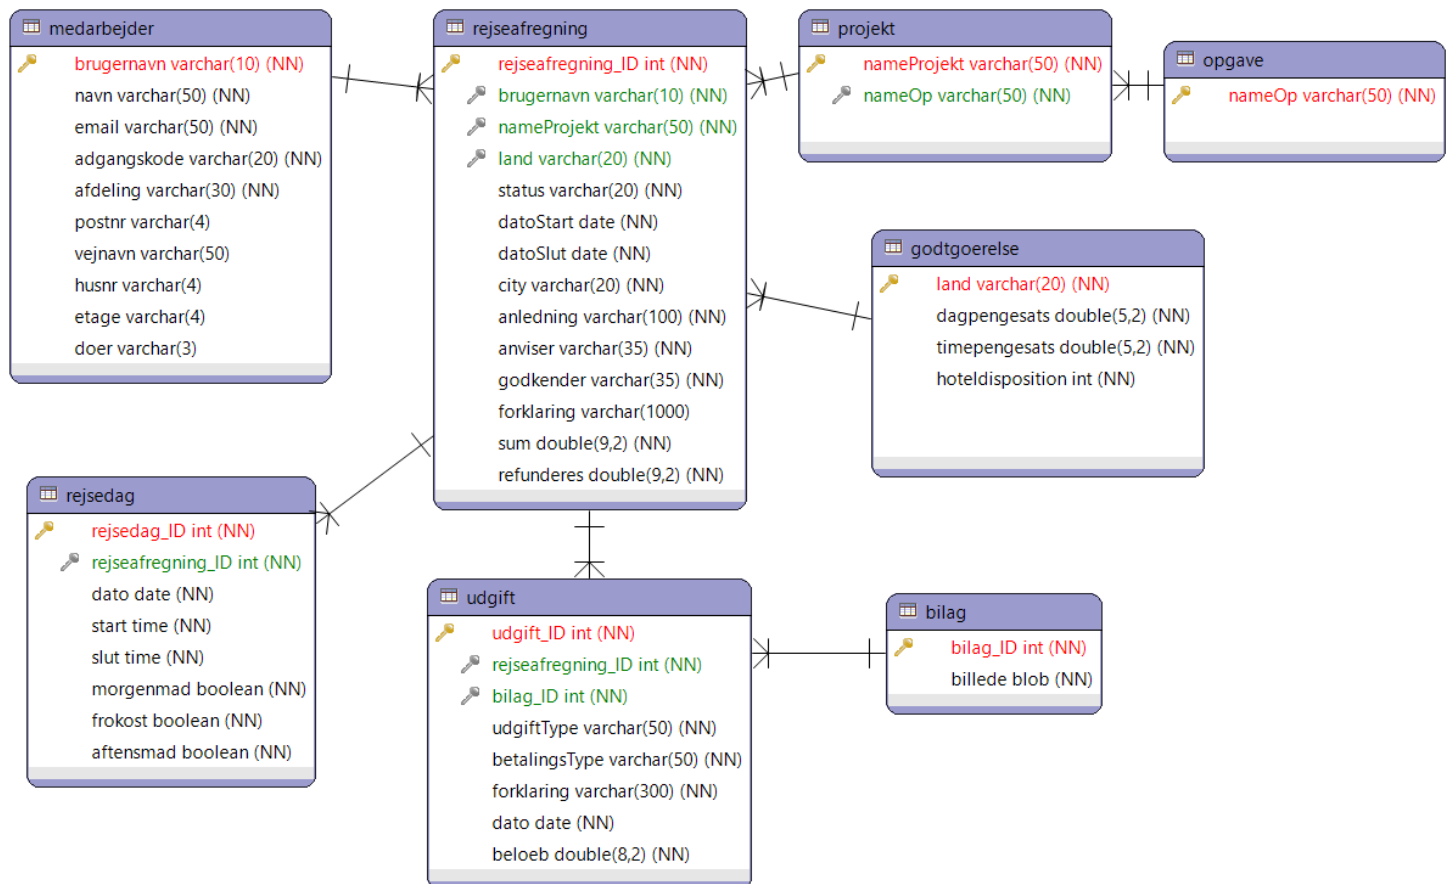 medarbejder
brugernavn varchar(10) (NN)
navn varchar(50) (NN)
email varchar(50) (NN)
adgangskode varchar(20) (NN)
afdeling varchar(30) (NN)
postnr varchar(4)
vejnavn varchar(50)
husnr varchar(4)
etage varchar(4)
doer varchar(3)
rejseafregning
rejseafregning_ID int (NN)
brugernavn varchar(10) (NN)
nameProjekt varchar(50) (NN)
land varchar(20) (NN)
status varchar(20) (NN)
datoStart date (NN)
datoSlut date (NN)
city varchar(20) (NN)
anledning varchar(100) (NN)
anviser varchar(35) (NN)
godkender varchar(35) (NN)
forklaring varchar(1000)
sum double(9,2) (NN)
refunderes double(9,2) (NN)
projekt
nameProjekt varchar(50) (NN)
nameOp varchar(50) (NN)
opgave
nameOp varchar(50) (NN)
godtgoerelse
land varchar(20) (NN)
dagpengesats double(5,2) (NN)
timepengesats double(5,2) (NN)
hoteldisposition int (NN)
rejsedag
rejsedag_ID int (NN)
rejseafregning_ID int (NN)
dato date (NN)
start time (NN)
slut time (NN)
morgenmad boolean (NN)
frokost boolean (NN)
aftensmad boolean (NN)
udgift
udgift_ID int (NN)
rejseafregning_ID int (NN)
bilag_ID int (NN)
udgiftType varchar(50) (NN)
betalingsType varchar(50) (NN)
forklaring varchar(300) (NN)
dato date (NN)
beloeb double(8,2) (NN)
bilag
bilag_ID int (NN)
billede blob (NN)